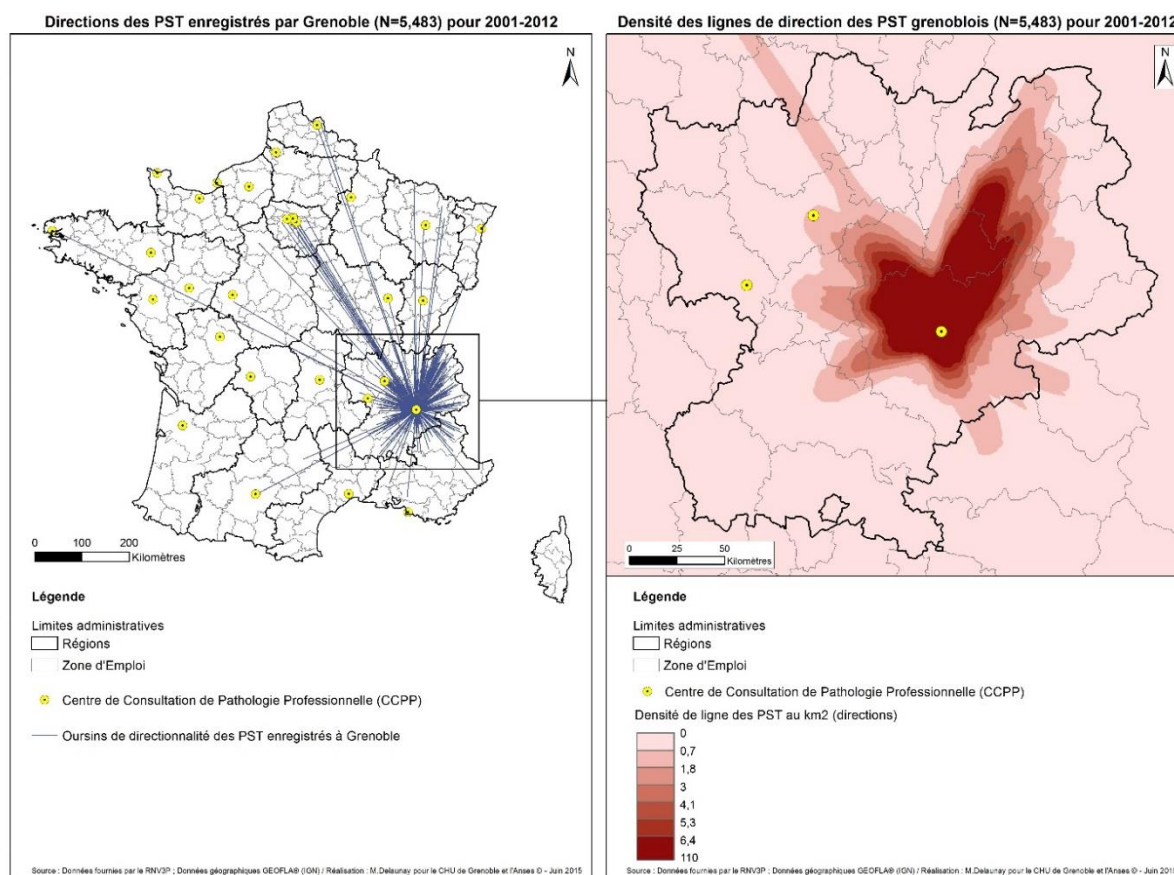 Directions des PST enregistrés par Grenoble (N=5,483) pour 2001-2012
N
0 100 200
Kilomètres
Légende
Limites administratives
Régions
Zone d'Emploi
Centre de Consultation de Pathologie Professionnelle (CCPP)
Oursins de directionnalité des PST enregistrés à Grenoble
Source : Données fournies par le RNV3P ; Données géographiques GEOFLA® (IGN) / Réalisation : M.Delaunay pour le CHU de Grenoble et l'Anses © - Juin 2015
Densité des lignes de direction des PST grenoblois (N=5,483) pour 2001-2012
N
0 25 50
Kilomètres
Légende
Limites administratives
Régions
Zone d'Emploi
Centre de Consultation de Pathologie Professionnelle (CCPP)
Densité de ligne des PST au km2 (directions)
0
0,7
1,8
3
4,1
5,3
6,4
110
Source : Données fournies par le RNV3P ; Données géographiques GEOFLA® (IGN) / Réalisation : M.Delaunay pour le CHU de Grenoble et l'Anses © - Juin 201